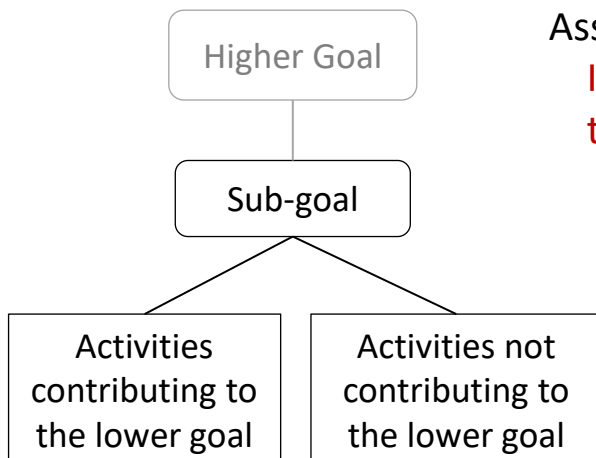 Higher Goal
Sub-goal
Activities
contributing to
the lower goal
Activities not
contributing to
the lower goal